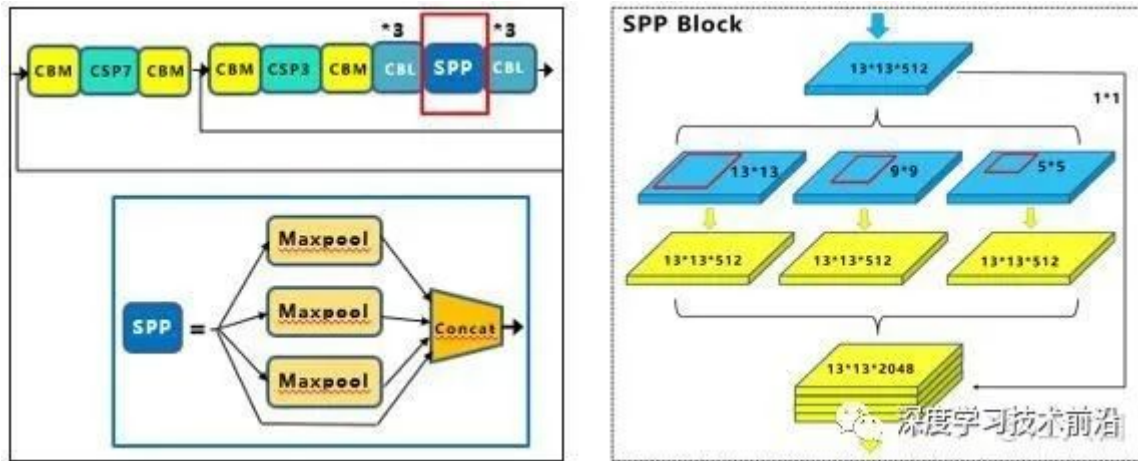 *3
*3
CBM CSP7 CBM CBM CSP3 CBM CBL SPP CBL
Maxpool
Maxpool
SPP = Concat
Maxpool
SPP Block
13*13*512
1*1
13*13
9*9
5*5
13*13*512
13*13*512
13*13*512
13*13*2048
深度学习技术前沿